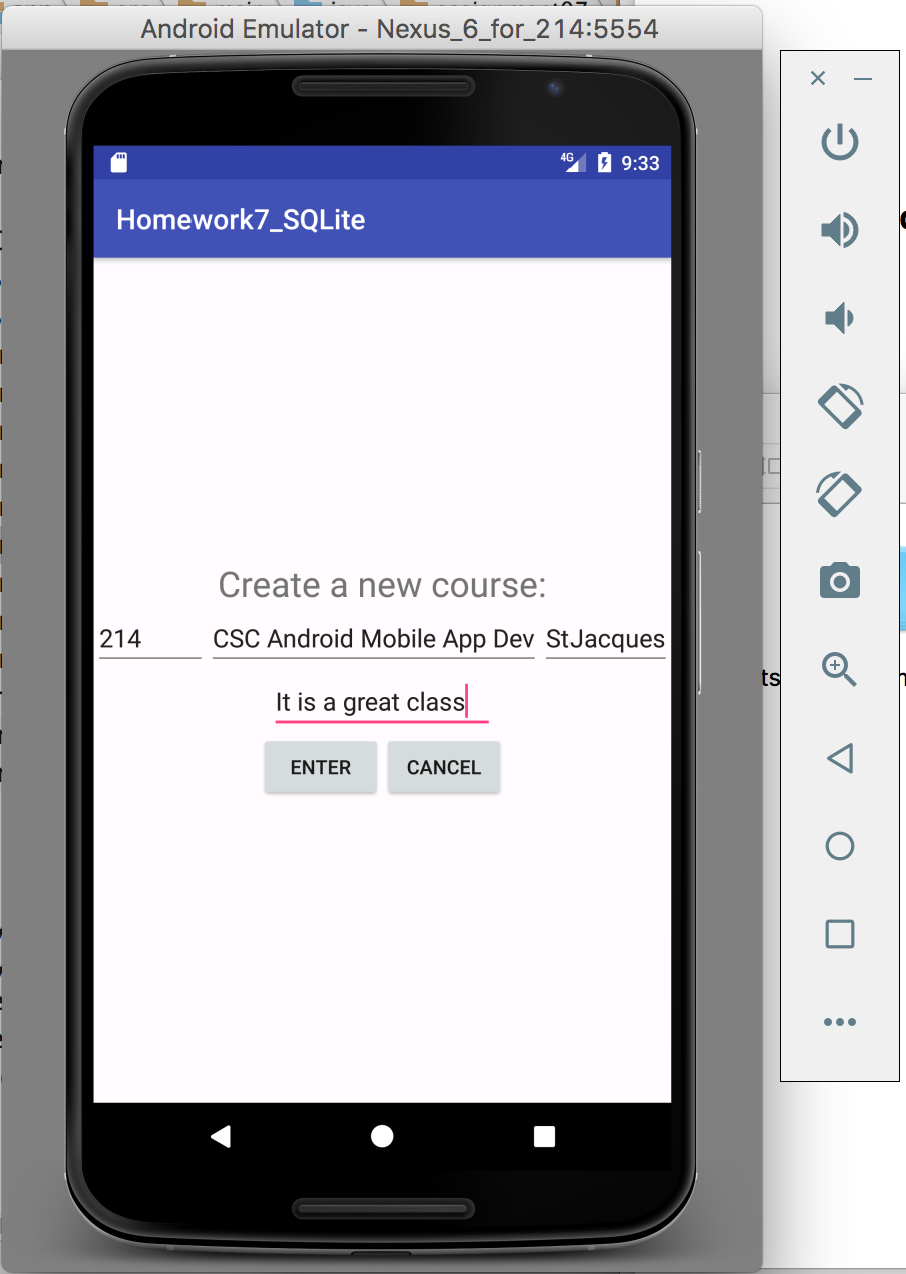 Android Emulator - Nexus_6_for_214:5554
4G 9:33
Homework7_SQLite
Create a new course:
214 CSC Android Mobile App Dev StJacques
It is a great class
ENTER CANCEL
ts